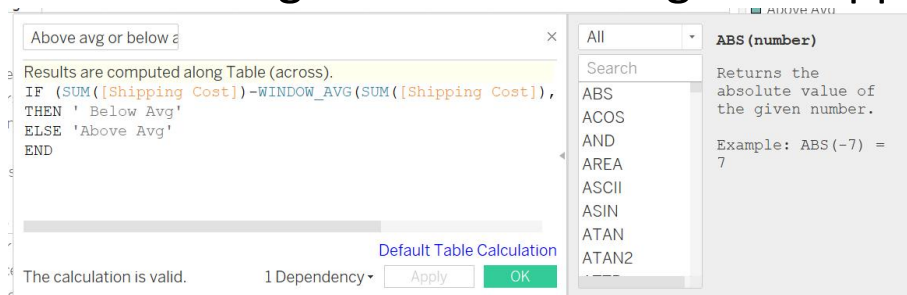 Above Avg
Above avg or below a
Results are computed along Table (across).
IF (SUM([Shipping Cost])-WINDOW_AVG(SUM([Shipping Cost]),
THEN ' Below Avg'
ELSE 'Above Avg'
END
Default Table Calculation
The calculation is valid.
1 Dependency
Apply
OK
All
Search
ABS
ACOS
AND
AREA
ASCII
ASIN
ATAN
ATAN2
ABS(number)
Returns the
absolute value of
the given number.
Example: ABS(-7) =
7